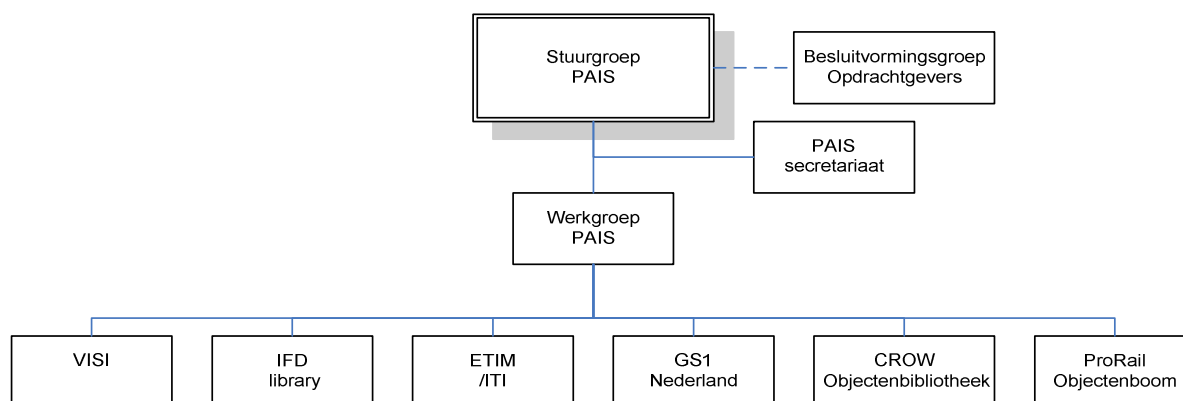 Stuurgroep
PAIS
Besluitvormingsgroep
Opdrachtgevers
PAIS
secretariaat
Werkgroep
PAIS
VISI
IFD
library
ETIM
/ITI
GS1
Nederland
CROW
Objectenbibliotheek
ProRail
Objectenboom